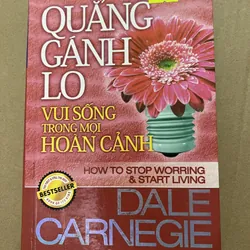 QUẲNG
GÁNH
LO
VUI SỐNG
TRONG MỌI
HOÀN CẢNH
HOW TO STOP WORRING
& START LIVING
BESTSELLER
DALE
CARNEGIE